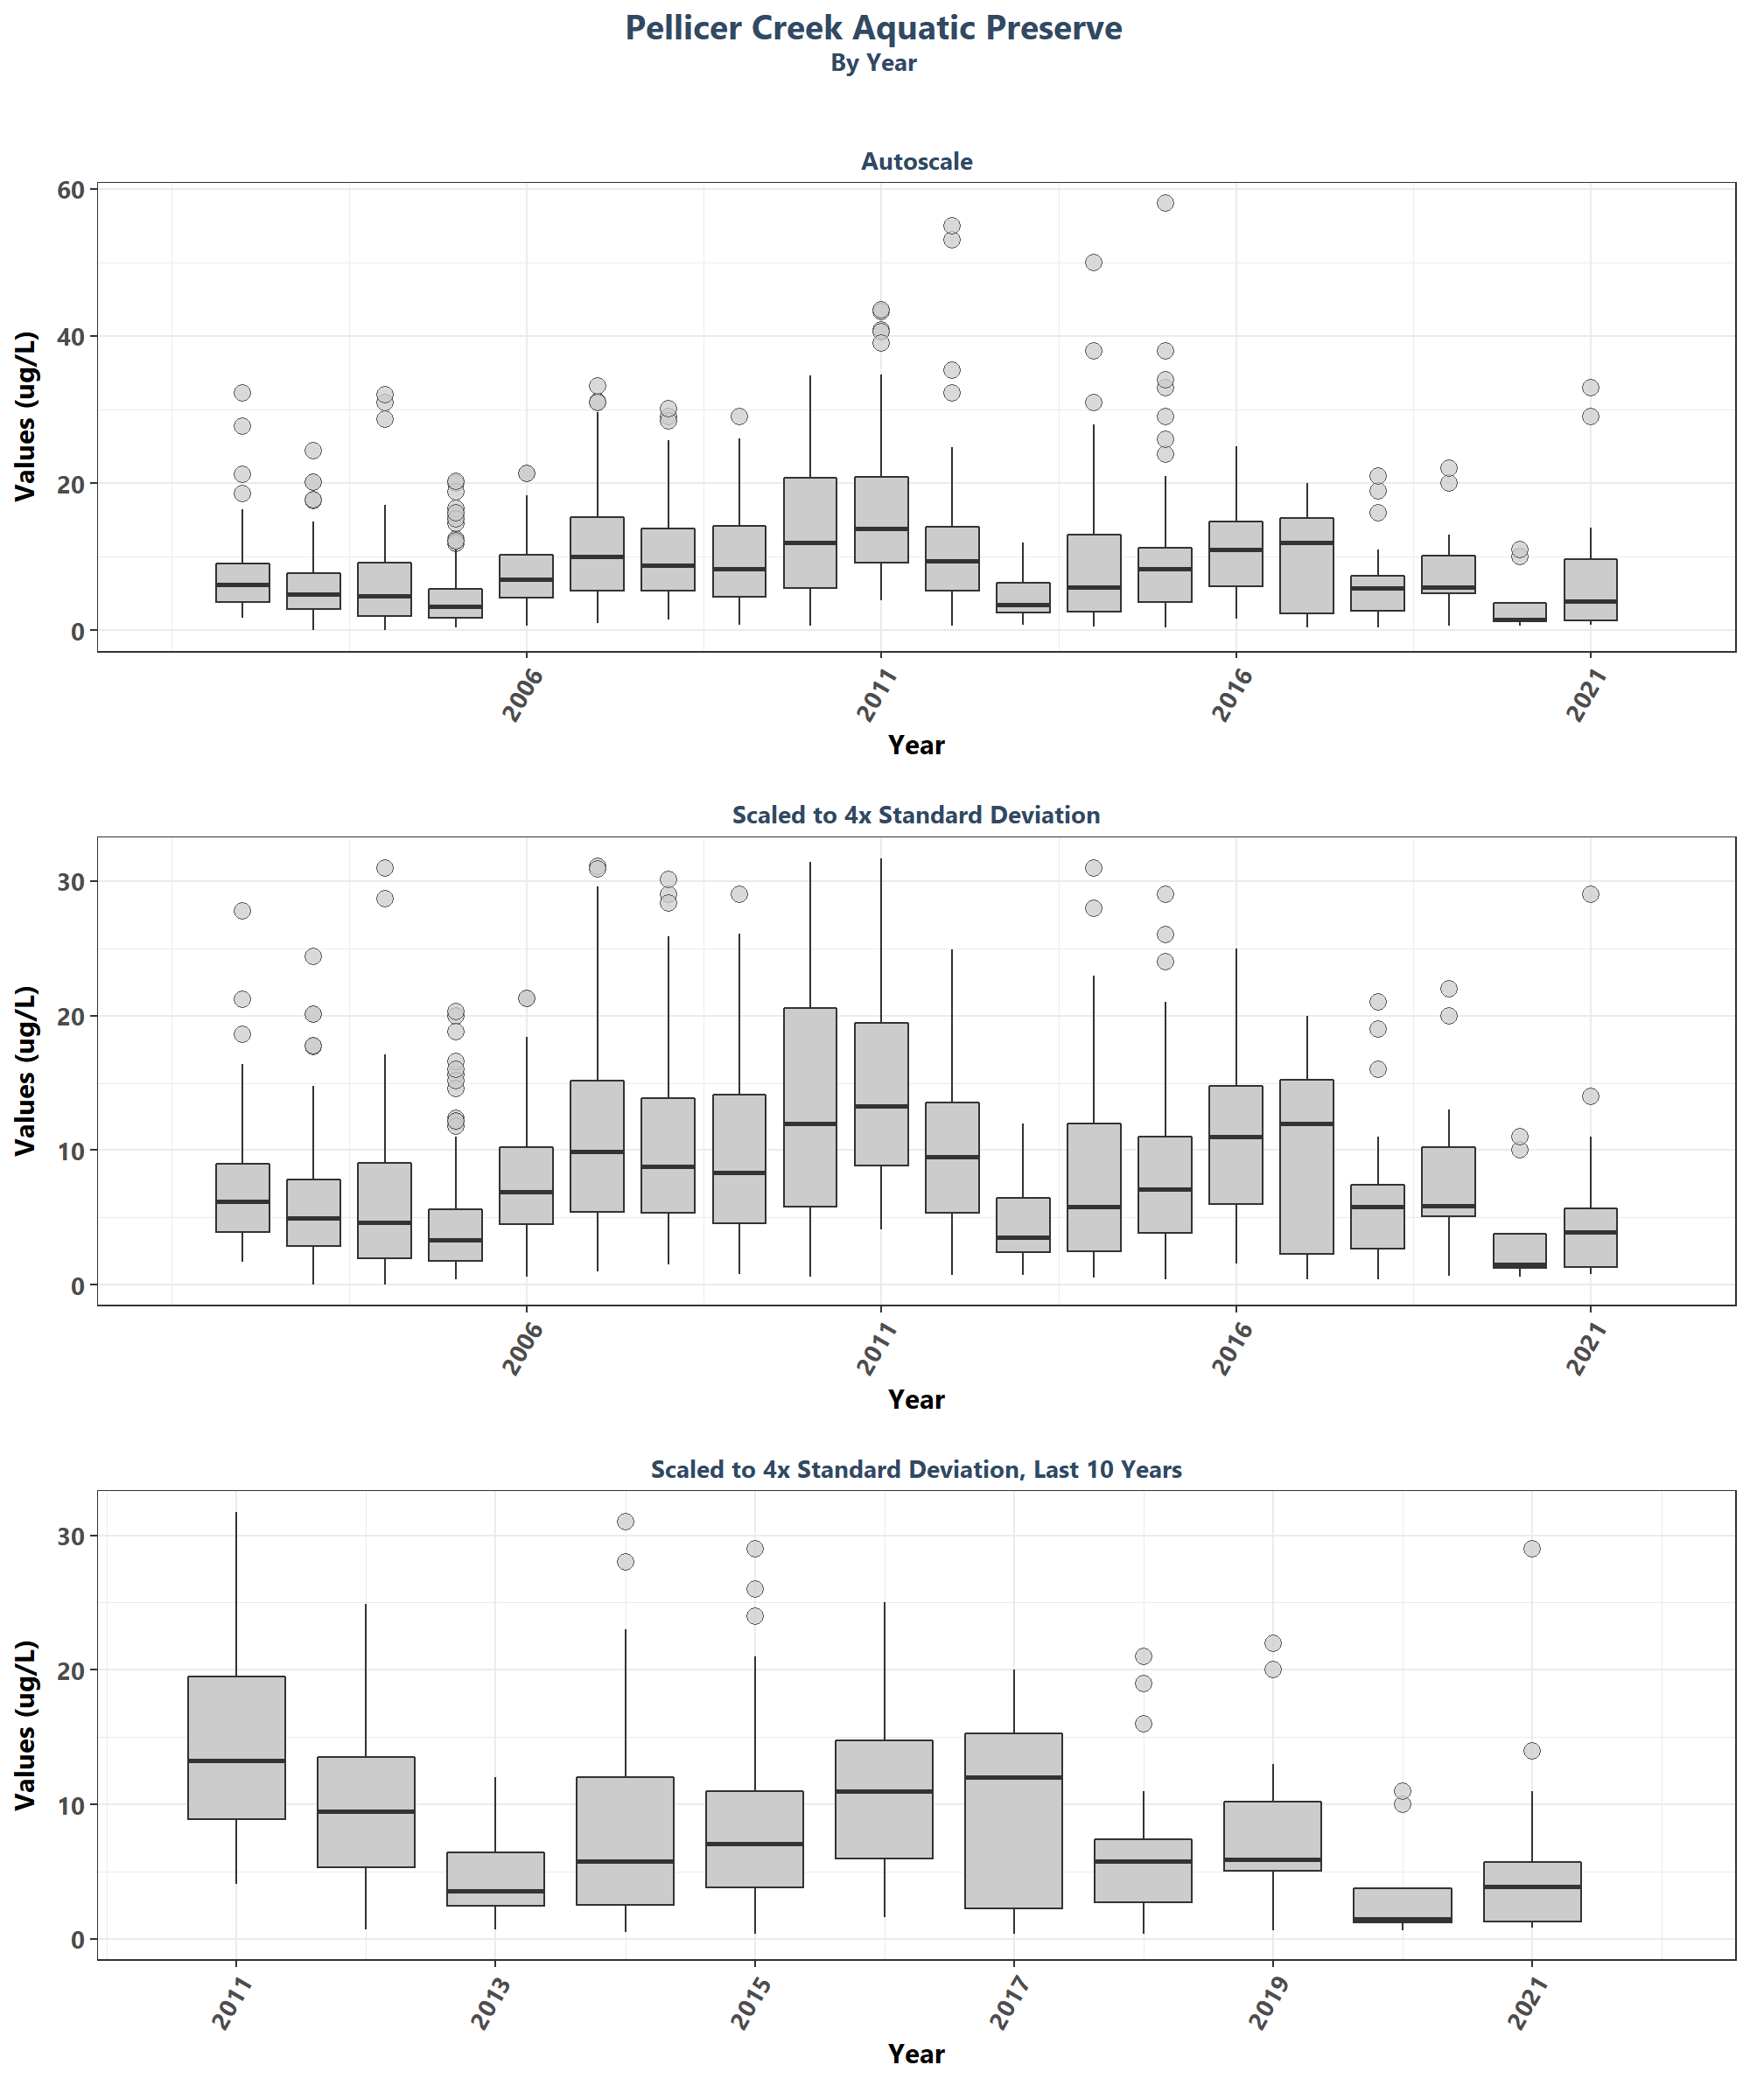 Pellicer Creek Aquatic Preserve
By Year
Autoscale
Values (ug/L)
60
40
20
0
2006
2011
2016
2021
Year
Scaled to 4x Standard Deviation
Values (ug/L)
30
20
10
0
2006
2011
2016
2021
Year
Scaled to 4x Standard Deviation, Last 10 Years
Values (ug/L)
30
20
10
0
2011
2013
2015
2017
2019
2021
Year